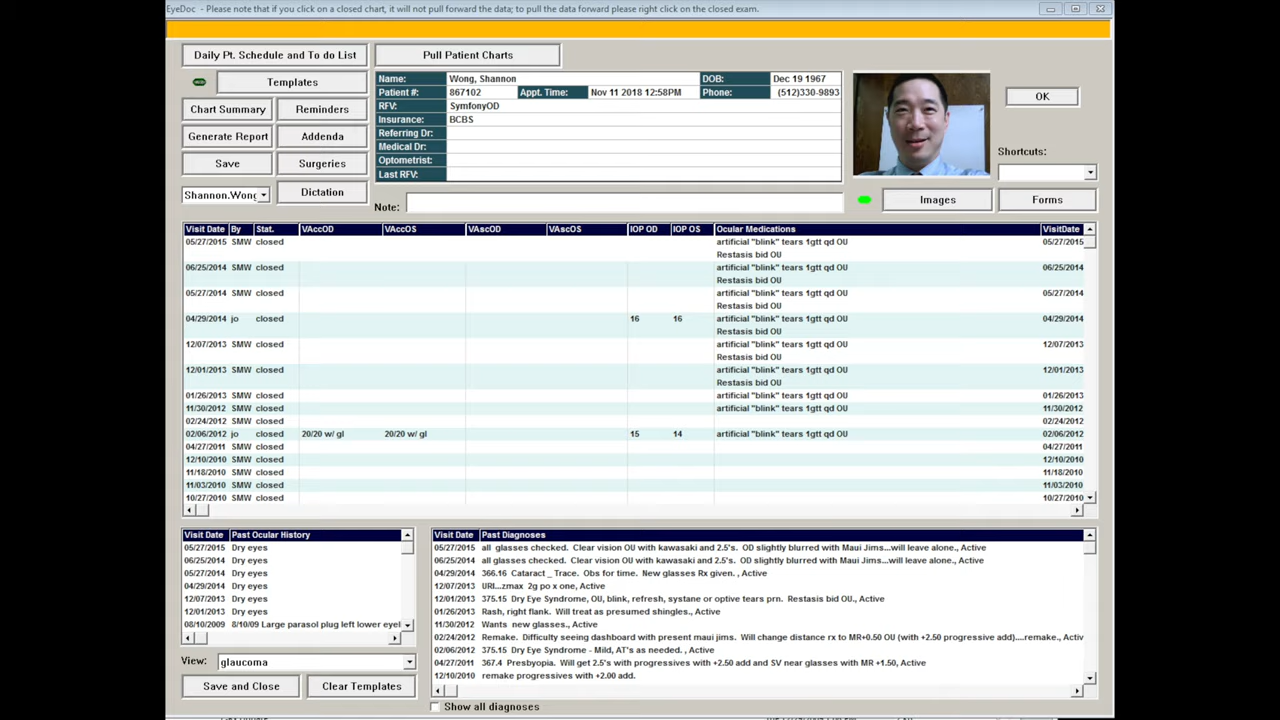 EyeDoc - Please note that if you click on a closed chart, it will not pull forward the data; to pull the data forward please right click on the closed exam.
Daily Pt. Schedule and To do List
Pull Patient Charts
Templates
Name: Wong, Shannon DOB: Dec 19 1967
Patient #: 867102 Appt. Time: Nov 11 2018 12:58PM Phone: (512)330-9893
RFV: SymfonyOD
Insurance: BCBS
Referring Dr:
Medical Dr:
Optometrist:
Last RFV:
OK
Chart Summary Reminders
Generate Report Addenda
Save Surgeries
Shannon.Wong Dictation
Shortcuts:
Note:
Images Forms
Visit Date By Stat. VAccOD VAccOS VAscOD VAscOS IOP OD IOP OS Ocular Medications VisitDate
05/27/2015 SMW closed artificial "blink" tears 1gtt qd OU 05/27/2015
Restasis bid OU
06/25/2014 SMW closed artificial "blink" tears 1gtt qd OU 06/25/2014
Restasis bid OU
05/27/2014 SMW closed artificial "blink" tears 1gtt qd OU 05/27/2014
Restasis bid OU
04/29/2014 jo closed 16 16 artificial "blink" tears 1gtt qd OU 04/29/2014
Restasis bid OU
12/07/2013 SMW closed artificial "blink" tears 1gtt qd OU 12/07/2013
Restasis bid OU
12/01/2013 SMW closed artificial "blink" tears 1gtt qd OU 12/01/2013
Restasis bid OU
01/26/2013 SMW closed artificial "blink" tears 1gtt qd OU 01/26/2013
11/30/2012 SMW closed artificial "blink" tears 1gtt qd OU 11/30/2012
02/24/2012 SMW closed 02/24/2012
02/06/2012 jo closed 20/20 w/ gl 20/20 w/ gl 15 14 artificial "blink" tears 1gtt qd OU 02/06/2012
04/27/2011 SMW closed 04/27/2011
12/10/2010 SMW closed 12/10/2010
11/18/2010 SMW closed 11/18/2010
11/03/2010 SMW closed 11/03/2010
10/27/2010 SMW closed 10/27/2010
Visit Date Past Ocular History
05/27/2015 Dry eyes
06/25/2014 Dry eyes
05/27/2014 Dry eyes
04/29/2014 Dry eyes
12/07/2013 Dry eyes
12/01/2013 Dry eyes
08/10/2009 8/10/09 Large parasol plug left lower eyel
View: glaucoma
Save and Close Clear Templates
Visit Date Past Diagnoses
05/27/2015 all glasses checked. Clear vision OU with kawasaki and 2.5's. OD slightly blurred with Maui Jims...will leave alone., Active
06/25/2014 all glasses checked. Clear vision OU with kawasaki and 2.5's. OD slightly blurred with Maui Jims...will leave alone., Active
04/29/2014 366.16 Cataract _ Trace. Obs for time. New glasses Rx given. , Active
12/07/2013 URI...zmax 2g po x one, Active
12/01/2013 375.15 Dry Eye Syndrome, OU, blink, refresh, systane or optive tears prn. Restasis bid OU., Active
01/26/2013 Rash, right flank. Will treat as presumed shingles., Active
11/30/2012 Wants new glasses., Active
02/24/2012 Remake. Difficulty seeing dashboard with present maui jims. Will change distance rx to MR+0.50 OU (with +2.50 progressive add)....remake., Activ
02/06/2012 375.15 Dry Eye Syndrome - Mild, AT's as needed. , Active
04/27/2011 367.4 Presbyopia. Will get 2.5's with progressives with +2.50 add and SV near glasses with MR +1.50, Active
12/10/2010 remake progressives with +2.00 add.
Show all diagnoses